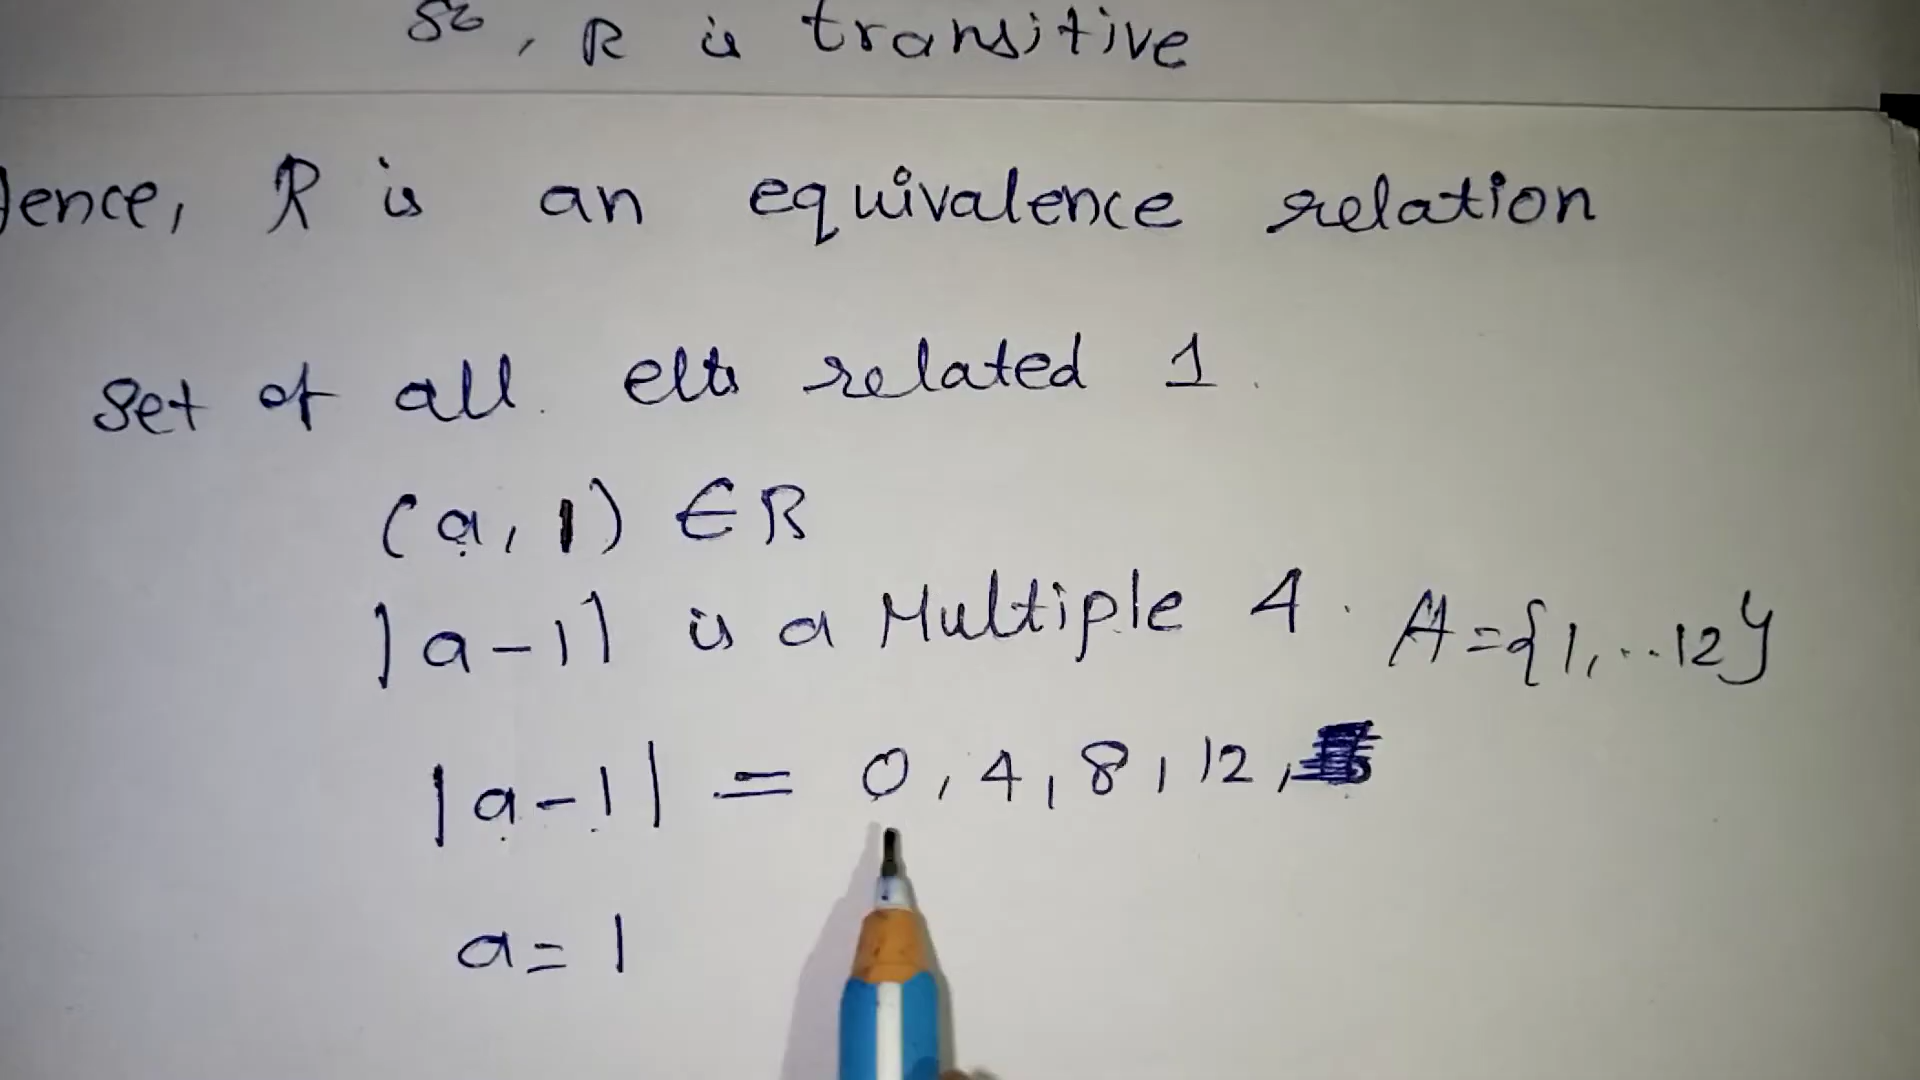 so, R is transitive
Hence, R is an equivalence relation
Set of all elts related 1.
(a, 1) ∈ R
|a-1| is a Multiple 4. A={1,...12}
|a-1| = 0, 4, 8, 12,
a = 1